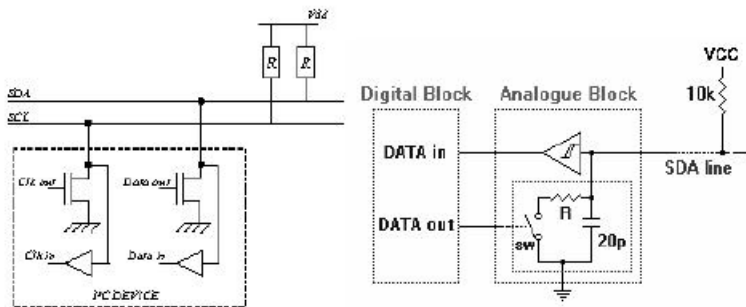 Vdd
R R
SDA
SCL
Clk out
Data out
Clk in
Data in
I²C DEVICE
VCC
10k
Digital Block
Analogue Block
DATA in
SDA line
DATA out
R
sw
20p